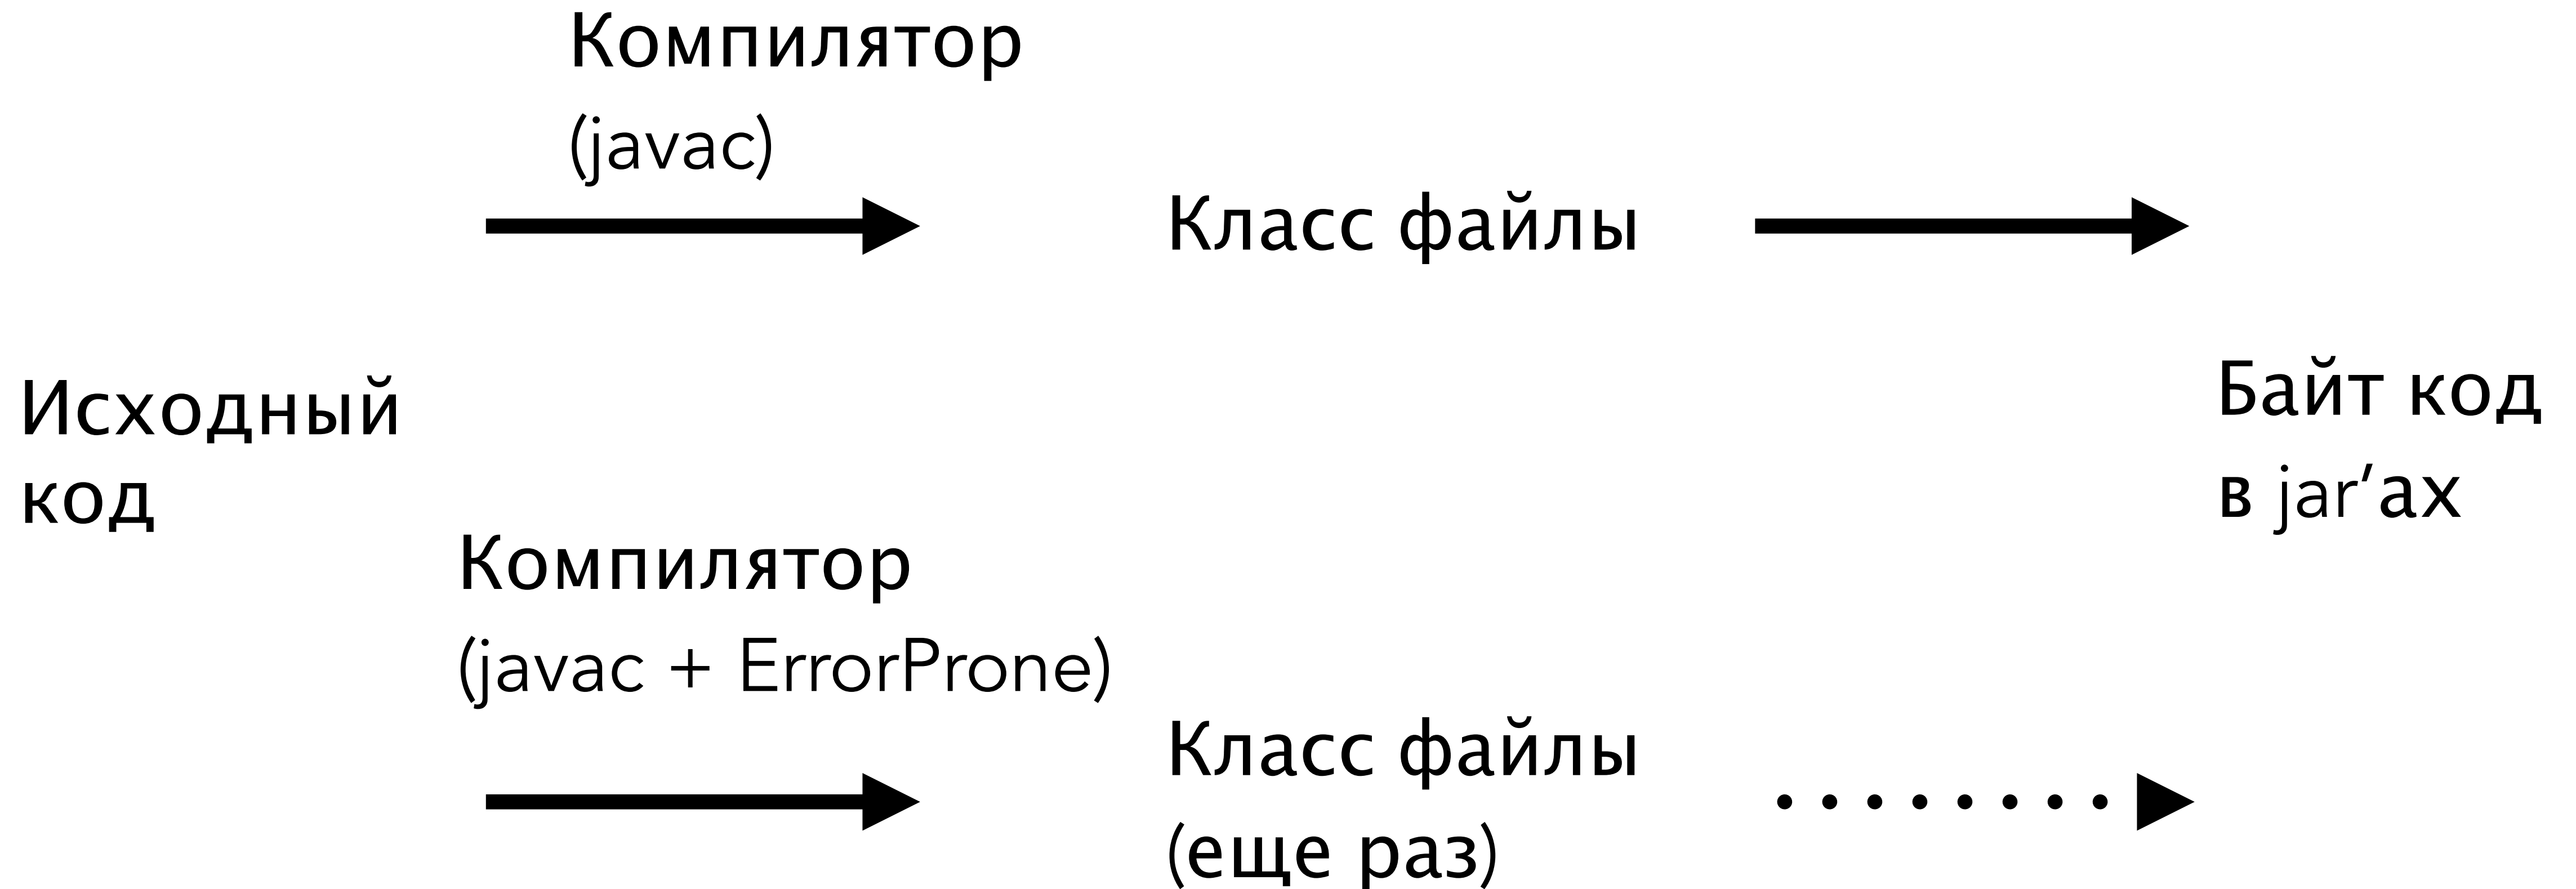 Компилятор
(javac)
Класс файлы
Исходный
код
Байт код
в jar’ах
Компилятор
(javac + ErrorProne)
Класс файлы
(еще раз)